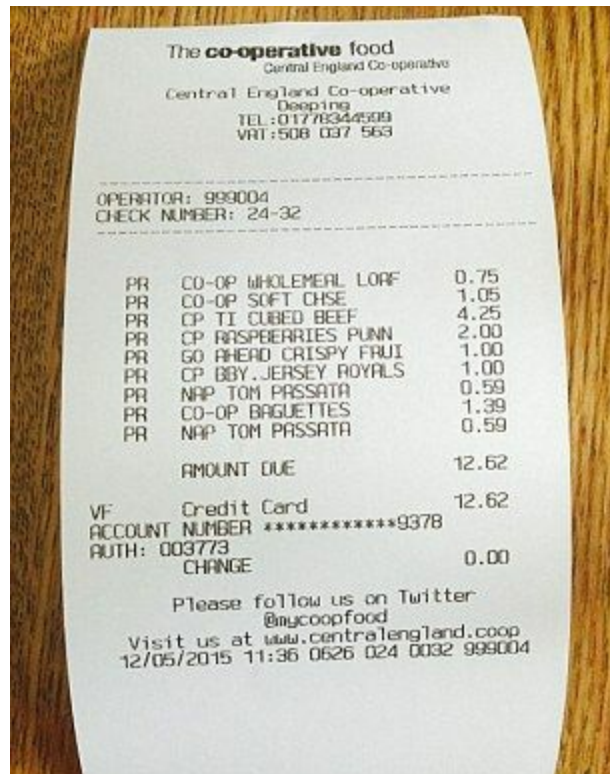 The co-operative food
Central England Co-operative
Central England Co-operative
Deeping
TEL:01778344599
VAT:508 037 563
OPERATOR: 999004
CHECK NUMBER: 24-32
PR CO-OP WHOLEMEAL LOAF 0.75
PR CO-OP SOFT CHSE 1.05
PR CP TI CUBED BEEF 4.25
PR CP RASPBERRIES PUNN 2.00
PR GO AHEAD CRISPY FRUI 1.00
PR CP BBY.JERSEY ROYALS 1.00
PR NAP TOM PASSATA 0.59
PR CO-OP BAGUETTES 1.39
PR NAP TOM PASSATA 0.59
AMOUNT DUE 12.62
VF Credit Card 12.62
ACCOUNT NUMBER ************9378
AUTH: 003773
CHANGE 0.00
Please follow us on Twitter
@mycoopfood
Visit us at www.centralengland.coop
12/05/2015 11:36 0626 024 0032 999004